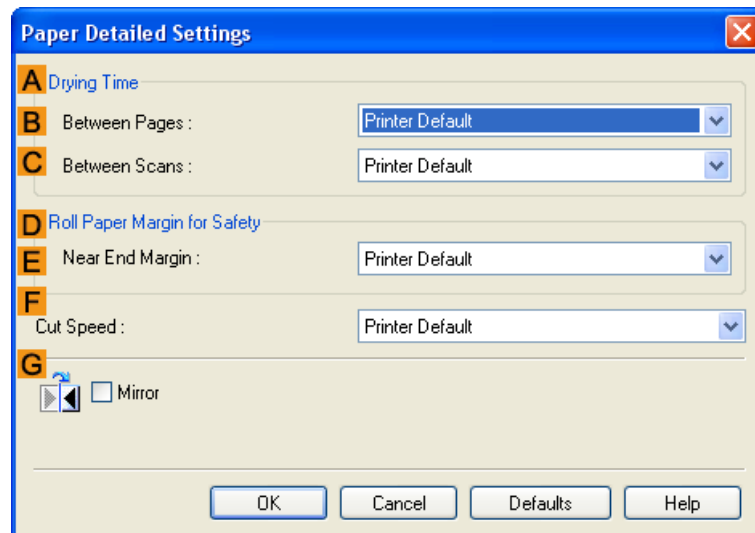 Paper Detailed Settings
A Drying Time
B Between Pages : Printer Default
C Between Scans : Printer Default
D Roll Paper Margin for Safety
E Near End Margin : Printer Default
F
Cut Speed : Printer Default
G
Mirror
OK Cancel Defaults Help